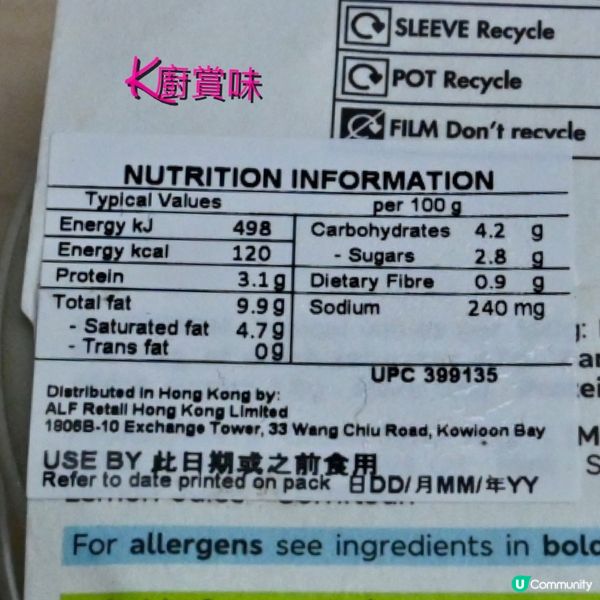 SLEEVE Recycle
K廚賞味
POT Recycle
FILM Don't recycle
NUTRITION INFORMATION
Typical Values per 100 g
Energy kJ 498
Energy kcal 120
Protein 3.1g
Total fat 9.9g
- Saturated fat 4.7g
- Trans fat 0g
Carbohydrates 4.2 g
- Sugars 2.8 g
Dietary Fibre 0.9 g
Sodium 240 mg
UPC 399135
Distributed in Hong Kong by:
ALF Retail Hong Kong Limited
1806B-10 Exchange Tower, 33 Wang Chiu Road, Kowloon Bay
USE BY 此日期或之前食用
Refer to date printed on pack 日DD/月MM/年YY
For allergens see ingredients in bold
U Community